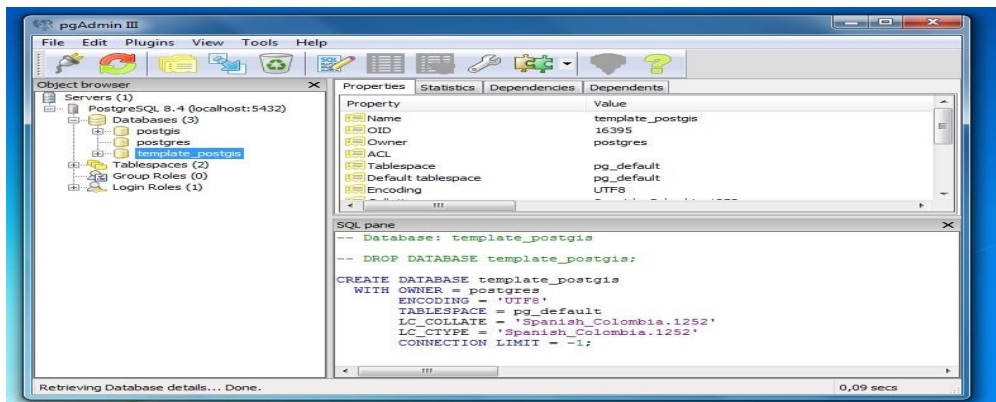 pgAdmin III
File Edit Plugins View Tools Help
SQL
Object browser
Servers (1)
PostgreSQL 8.4 (localhost:5432)
Databases (3)
postgis
postgres
template_postgis
Tablespaces (2)
Group Roles (0)
Login Roles (1)
Properties Statistics Dependencies Dependents
Property Value
Name template_postgis
OID 16395
Owner postgres
ACL
Tablespace pg_default
Default tablespace pg_default
Encoding UTF8
SQL pane
-- Database: template_postgis
-- DROP DATABASE template_postgis;
CREATE DATABASE template_postgis
WITH OWNER = postgres
ENCODING = 'UTF8'
TABLESPACE = pg_default
LC_COLLATE = 'Spanish_Colombia.1252'
LC_CTYPE = 'Spanish_Colombia.1252'
CONNECTION LIMIT = -1;
Retrieving Database details... Done. 0,09 secs